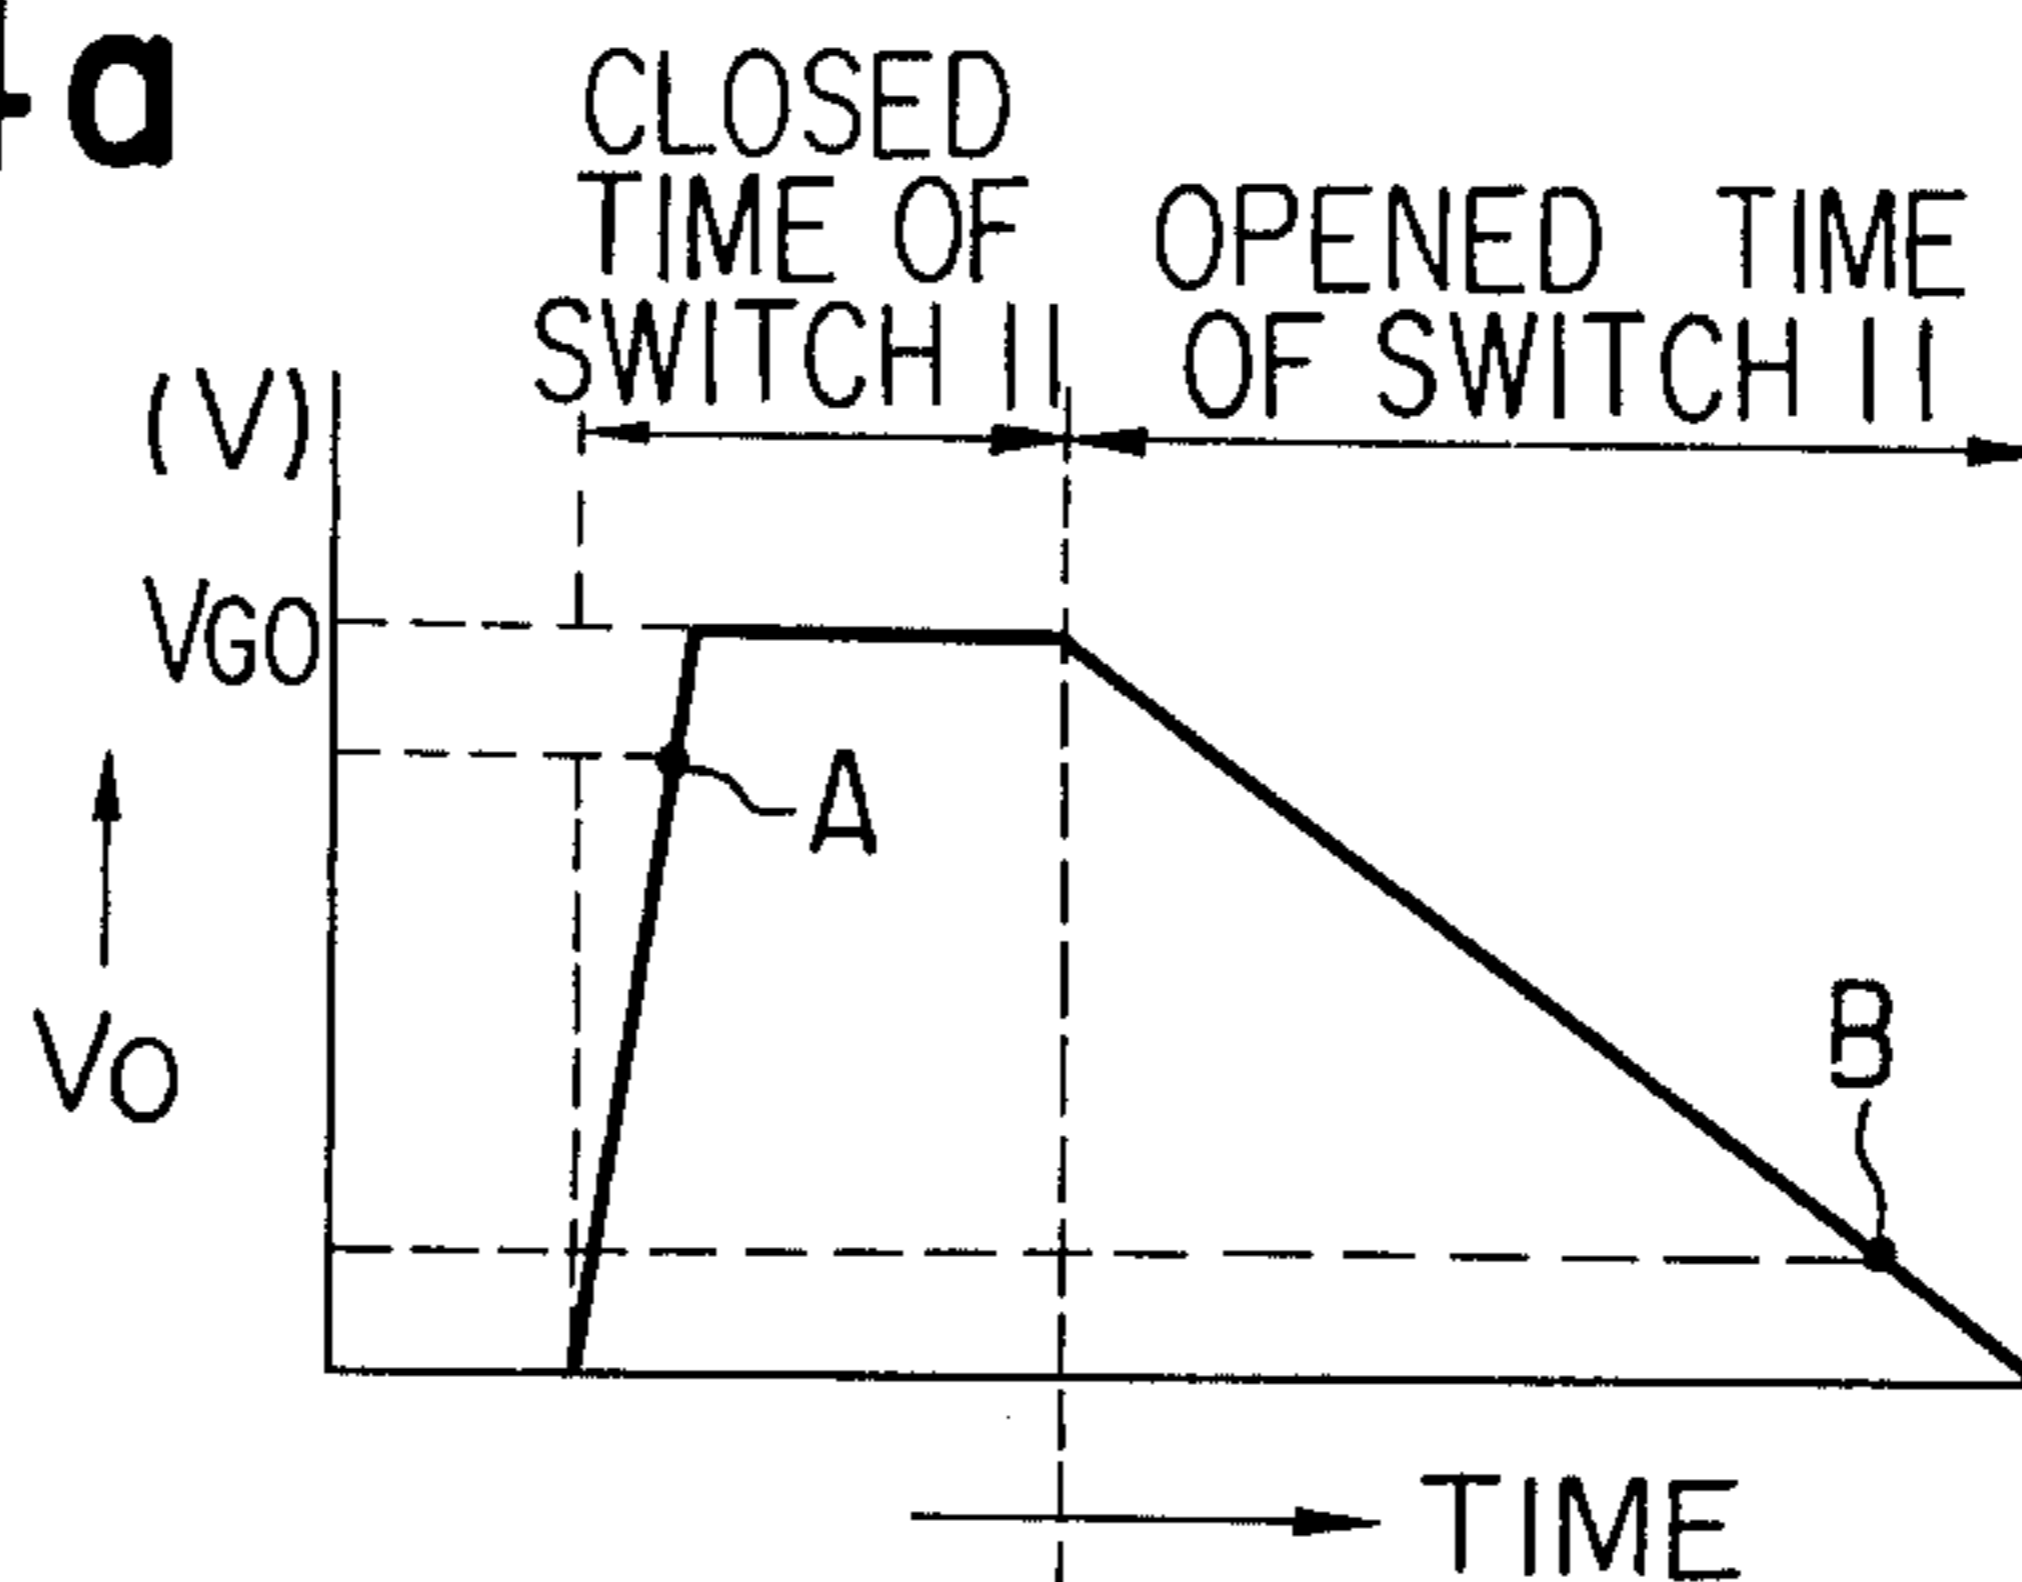 4a
CLOSED
TIME OF
SWITCH 11
OPENED TIME
OF SWITCH 11
(V)
VGO
A
VO
B
TIME